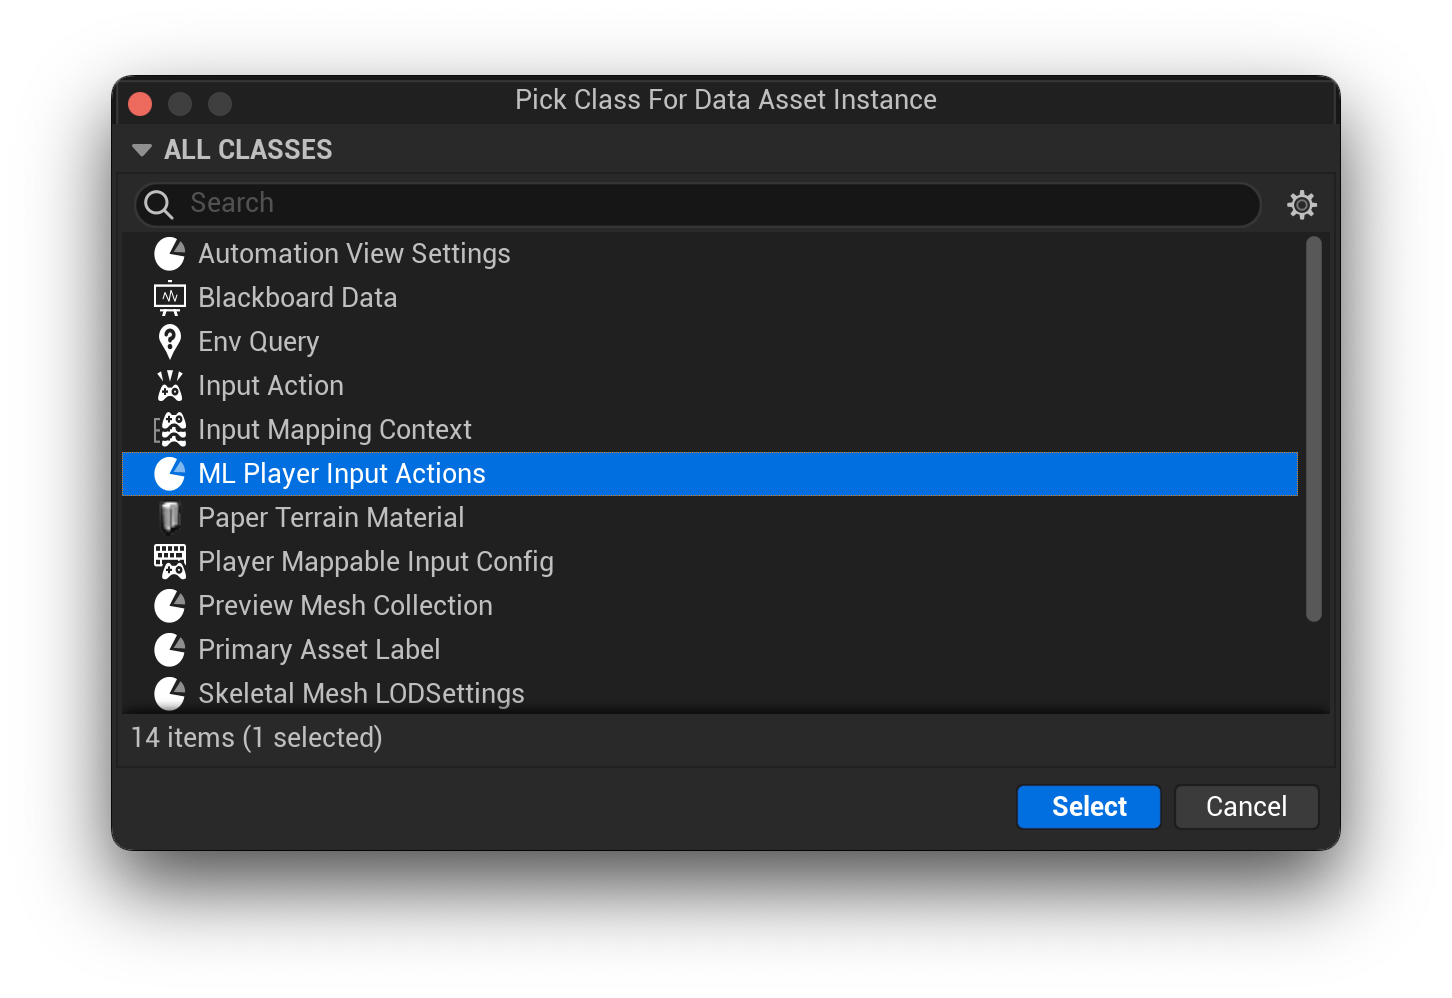 Pick Class For Data Asset Instance
ALL CLASSES
Search
Automation View Settings
Blackboard Data
Env Query
Input Action
Input Mapping Context
ML Player Input Actions
Paper Terrain Material
Player Mappable Input Config
Preview Mesh Collection
Primary Asset Label
Skeletal Mesh LODSettings
14 items (1 selected)
Select Cancel